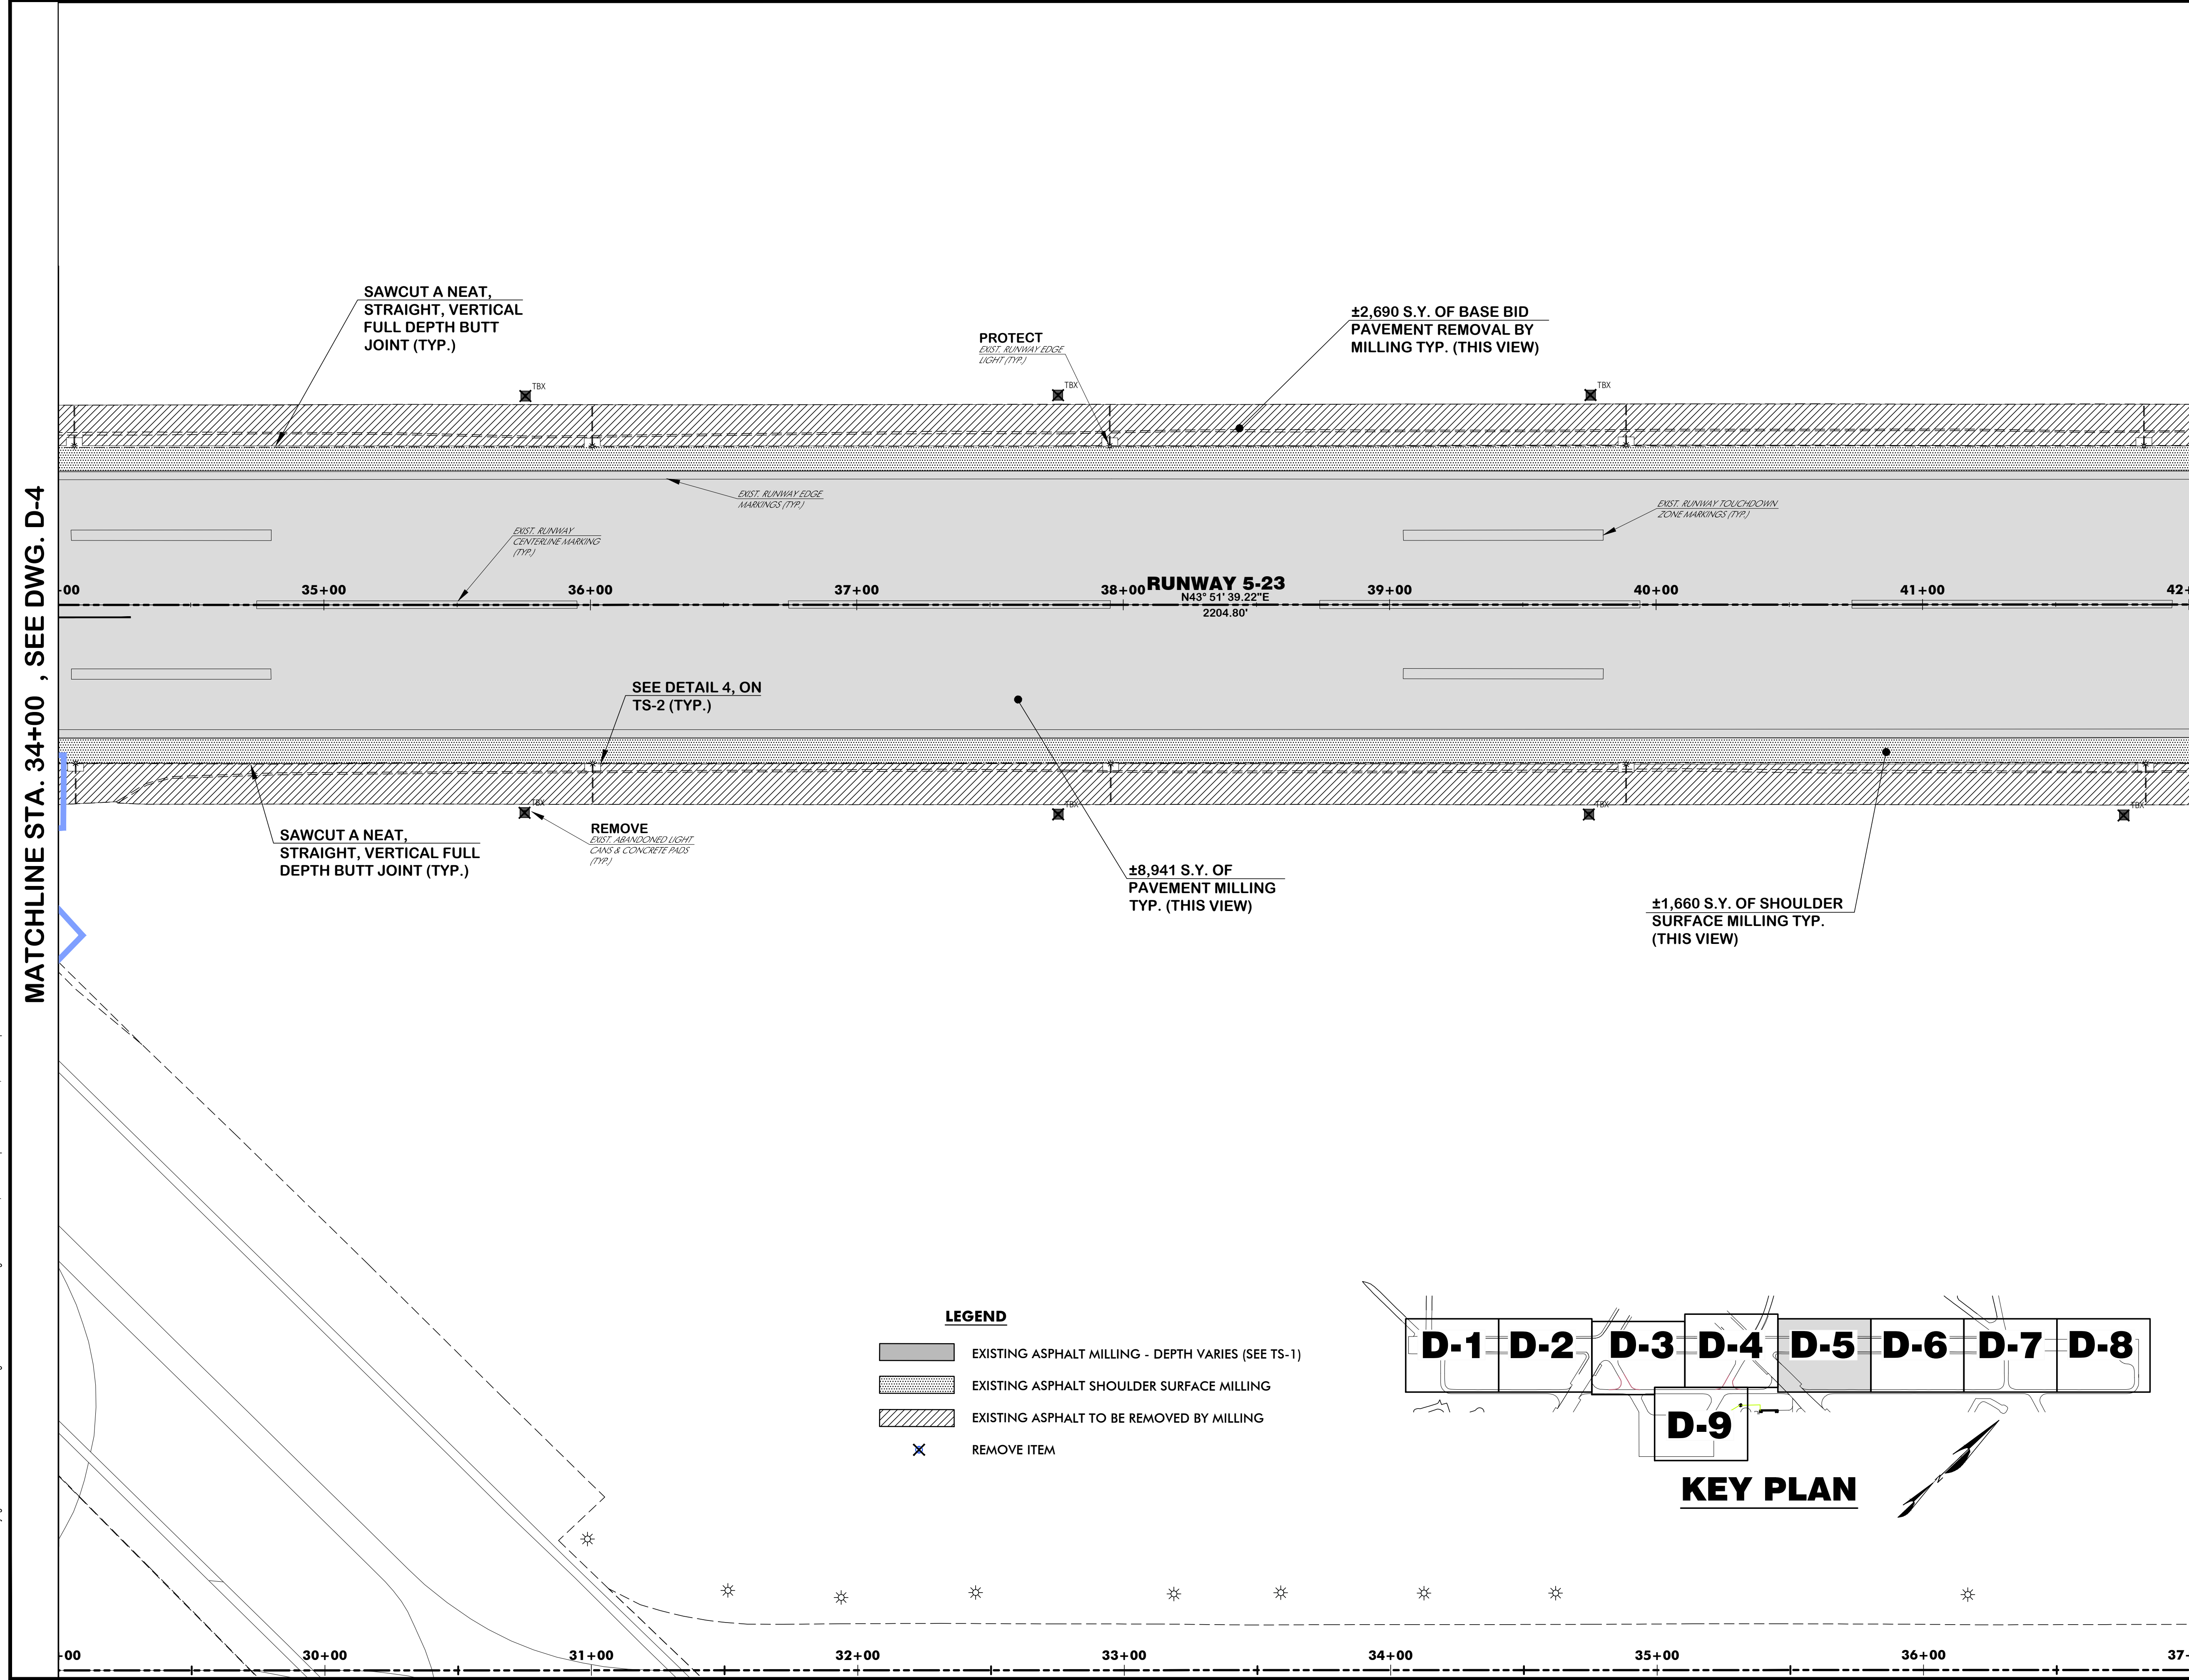 MATCHLINE STA. 34+00 , SEE DWG. D-4
SAWCUT A NEAT,
STRAIGHT, VERTICAL
FULL DEPTH BUTT
JOINT (TYP.)
PROTECT
EXIST. RUNWAY EDGE
LIGHT (TYP.)
±2,690 S.Y. OF BASE BID
PAVEMENT REMOVAL BY
MILLING TYP. (THIS VIEW)
TBX
TBX
TBX
EXIST. RUNWAY EDGE
MARKINGS (TYP.)
EXIST. RUNWAY
CENTERLINE MARKING
(TYP.)
EXIST. RUNWAY TOUCHDOWN
ZONE MARKINGS (TYP.)
+00
35+00
36+00
37+00
38+00
RUNWAY 5-23
N43° 51' 39.22"E
2204.80'
39+00
40+00
41+00
42+
SEE DETAIL 4, ON
TS-2 (TYP.)
TBX
TBX
TBX
TBX
SAWCUT A NEAT,
STRAIGHT, VERTICAL FULL
DEPTH BUTT JOINT (TYP.)
REMOVE
EXIST. ABANDONED LIGHT
CANS & CONCRETE PADS
(TYP.)
±8,941 S.Y. OF
PAVEMENT MILLING
TYP. (THIS VIEW)
±1,660 S.Y. OF SHOULDER
SURFACE MILLING TYP.
(THIS VIEW)
LEGEND
EXISTING ASPHALT MILLING - DEPTH VARIES (SEE TS-1)
EXISTING ASPHALT SHOULDER SURFACE MILLING
EXISTING ASPHALT TO BE REMOVED BY MILLING
REMOVE ITEM
D-1 D-2 D-3 D-4 D-5 D-6 D-7 D-8
D-9
N
KEY PLAN
+00
30+00
31+00
32+00
33+00
34+00
35+00
36+00
37+